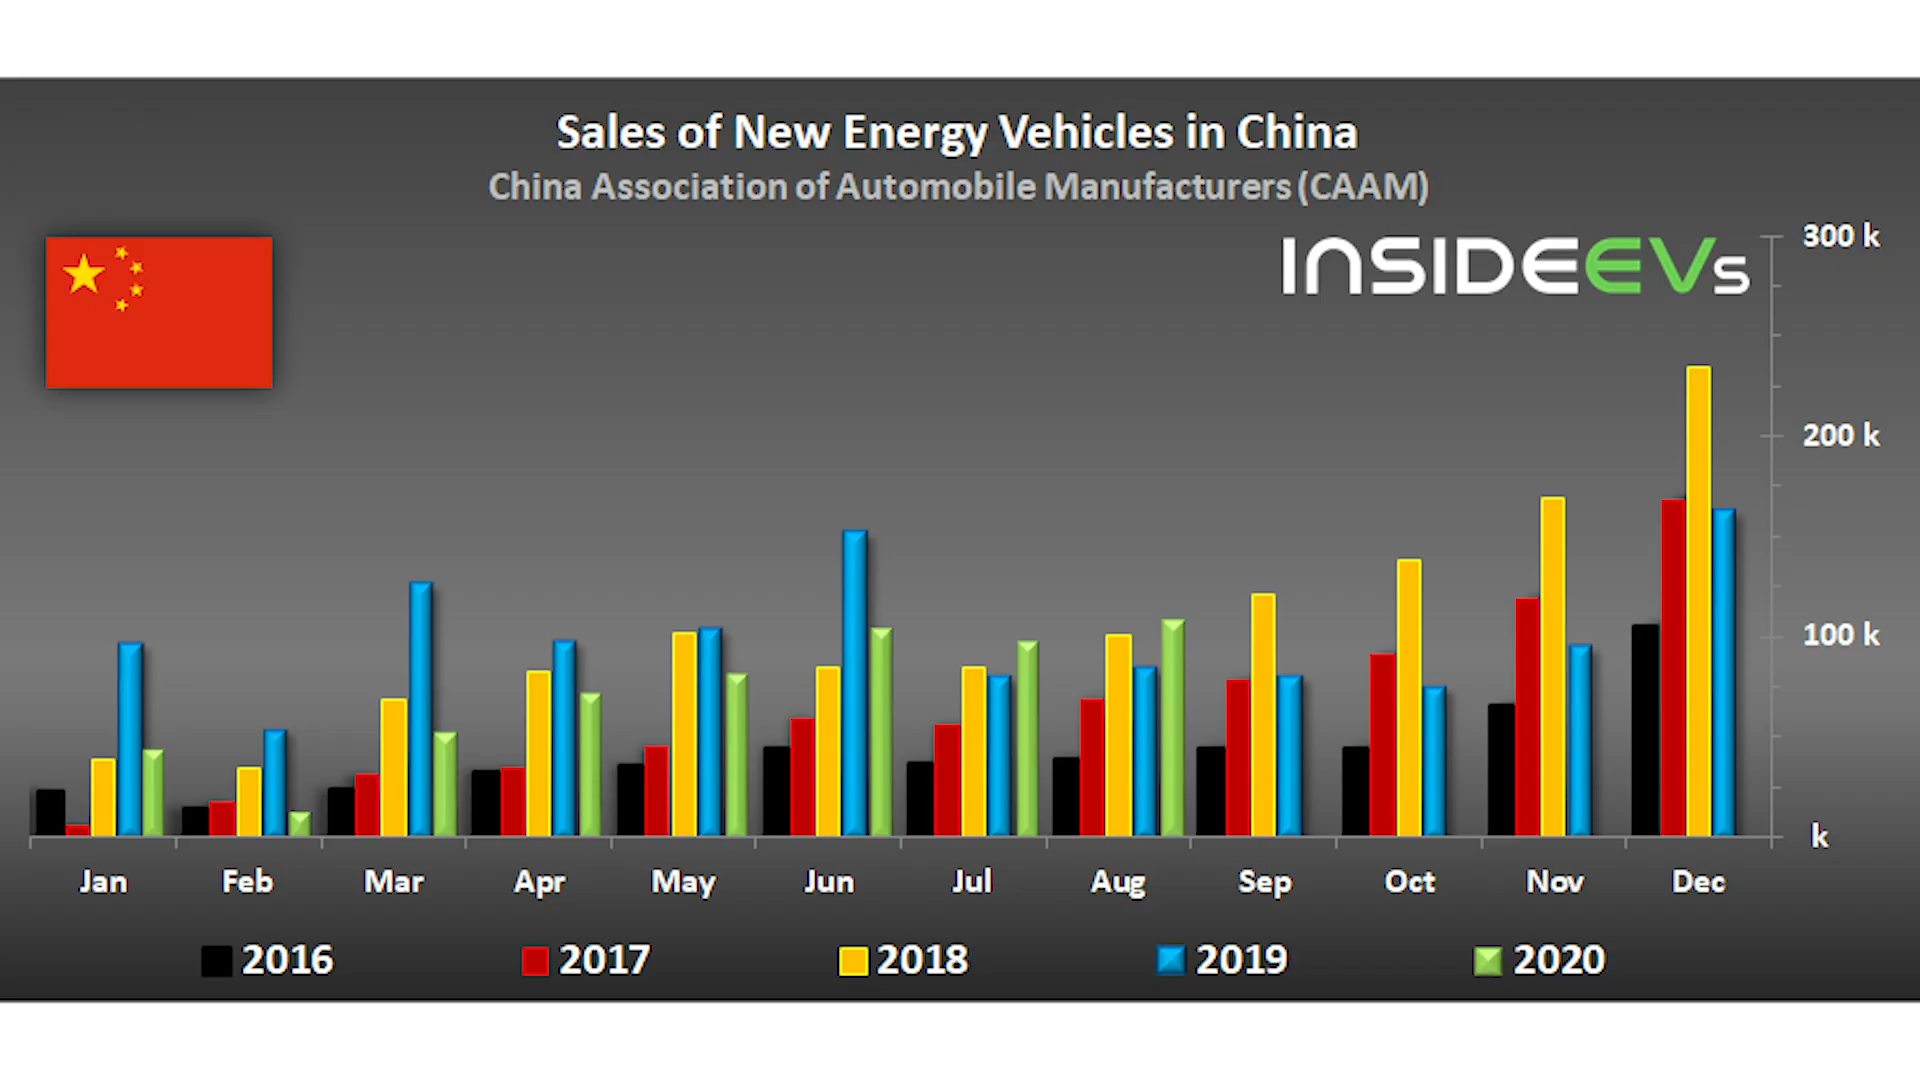 Sales of New Energy Vehicles in China
China Association of Automobile Manufacturers (CAAM)
INSIDEEVs
300 k
200 k
100 k
k
Jan Feb Mar Apr May Jun Jul Aug Sep Oct Nov Dec
2016 2017 2018 2019 2020